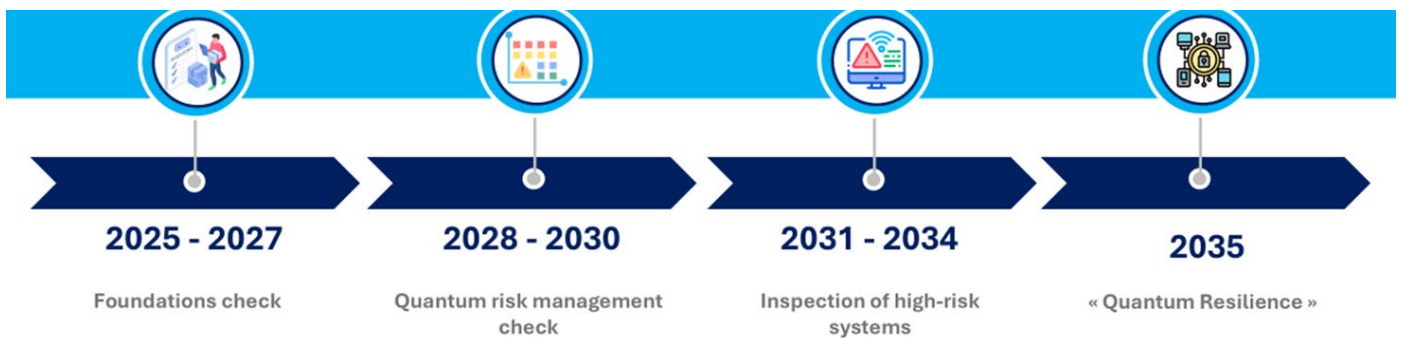 2025 - 2027
2028 - 2030
2031 - 2034
2035
Foundations check
Quantum risk management
check
Inspection of high-risk
systems
« Quantum Resilience »